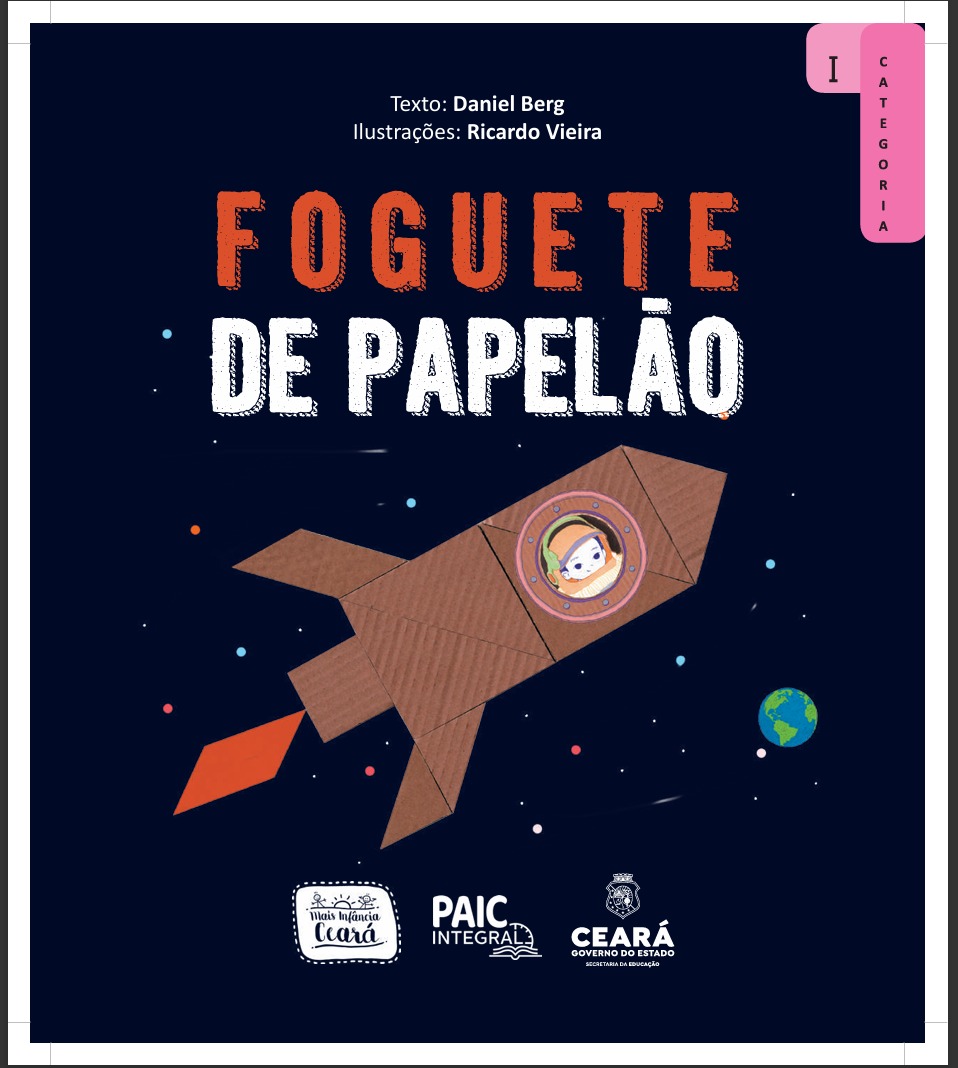 I
CATEGORIA
Texto: Daniel Berg
Ilustrações: Ricardo Vieira
FOGUETE
DE PAPELÃO
Mais Infância
Ceará
PAIC
INTEGRAL
CEARÁ
GOVERNO DO ESTADO
SECRETARIA DA EDUCAÇÃO